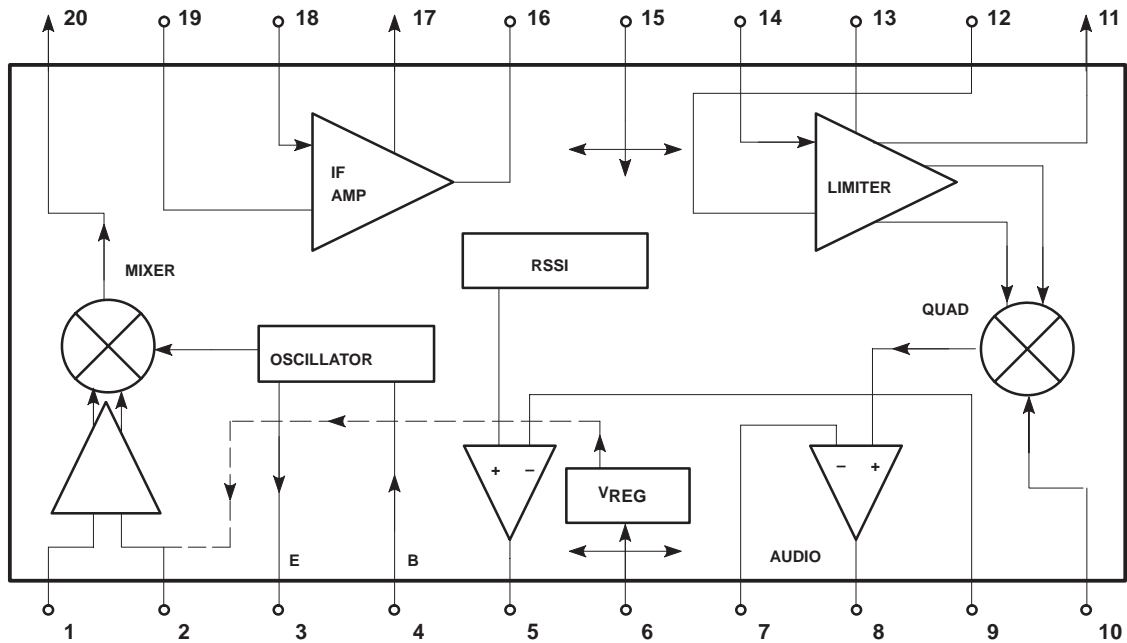 20 19 18 17 16 15 14 13 12 11
IF
AMP
LIMITER
RSSI
MIXER
QUAD
OSCILLATOR
+ − 
− +
VREG
E B AUDIO
1 2 3 4 5 6 7 8 9 10